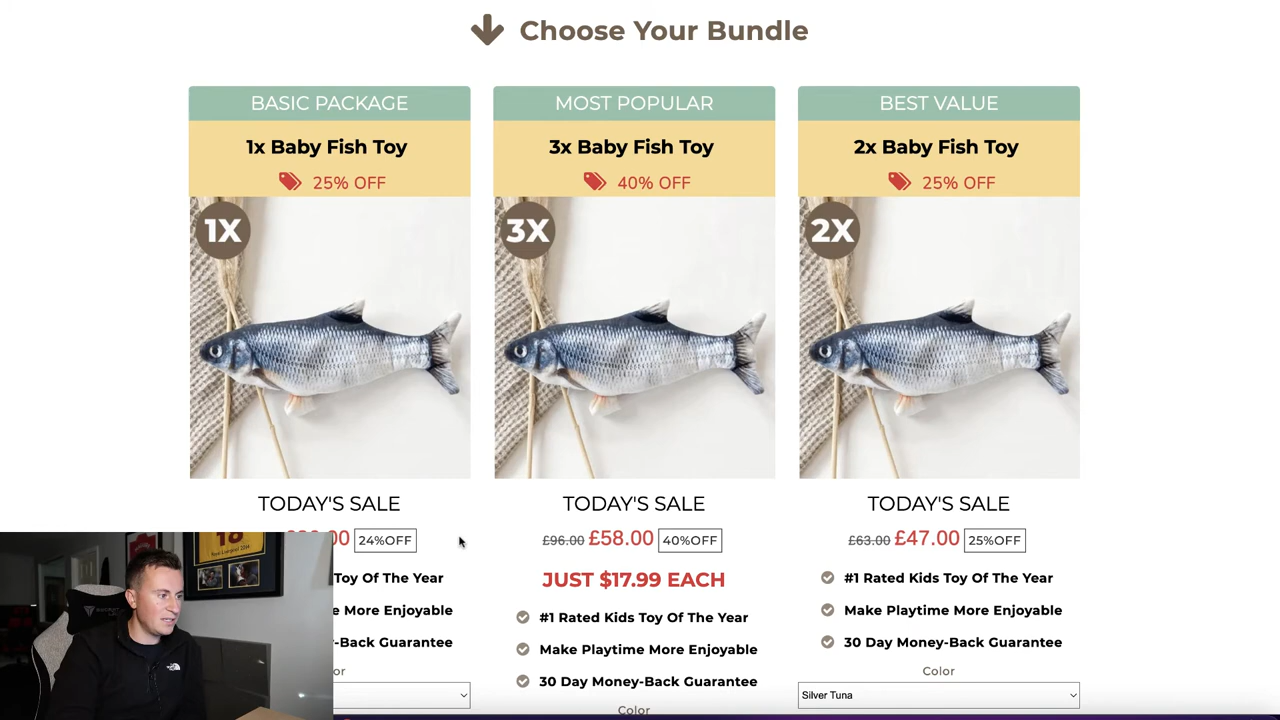 Choose Your Bundle
BASIC PACKAGE
1x Baby Fish Toy
25% OFF
1X
TODAY'S SALE
.00 24%OFF
Toy Of The Year
e More Enjoyable
-Back Guarantee
or
MOST POPULAR
3x Baby Fish Toy
40% OFF
3X
TODAY'S SALE
£96.00 £58.00 40%OFF
JUST $17.99 EACH
#1 Rated Kids Toy Of The Year
Make Playtime More Enjoyable
30 Day Money-Back Guarantee
Color
BEST VALUE
2x Baby Fish Toy
25% OFF
2X
TODAY'S SALE
£63.00 £47.00 25%OFF
#1 Rated Kids Toy Of The Year
Make Playtime More Enjoyable
30 Day Money-Back Guarantee
Color
Silver Tuna
18